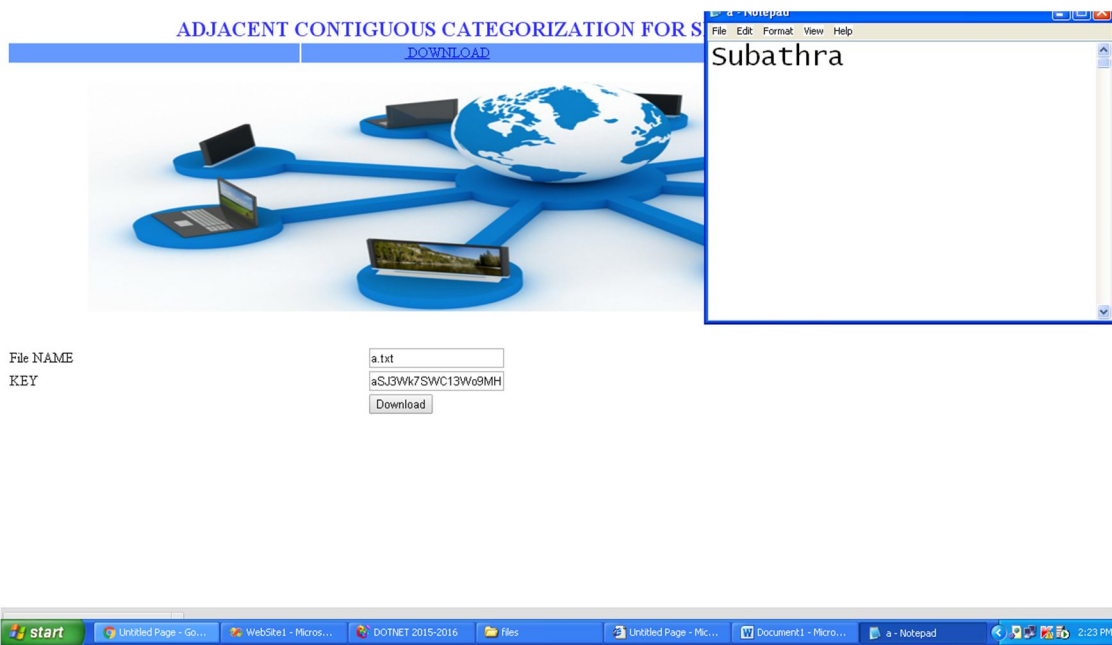 ADJACENT CONTIGUOUS CATEGORIZATION FOR S
DOWNLOAD
a - Notepad
File Edit Format View Help
Subathra
File NAME
a.txt
KEY
aSJ3Wk7SWC13Wo9MH
Download
start
Untitled Page - Go...
WebSite1 - Micros...
DOTNET 2015-2016
files
Untitled Page - Mic...
Document1 - Micro...
a - Notepad
2:23 PM